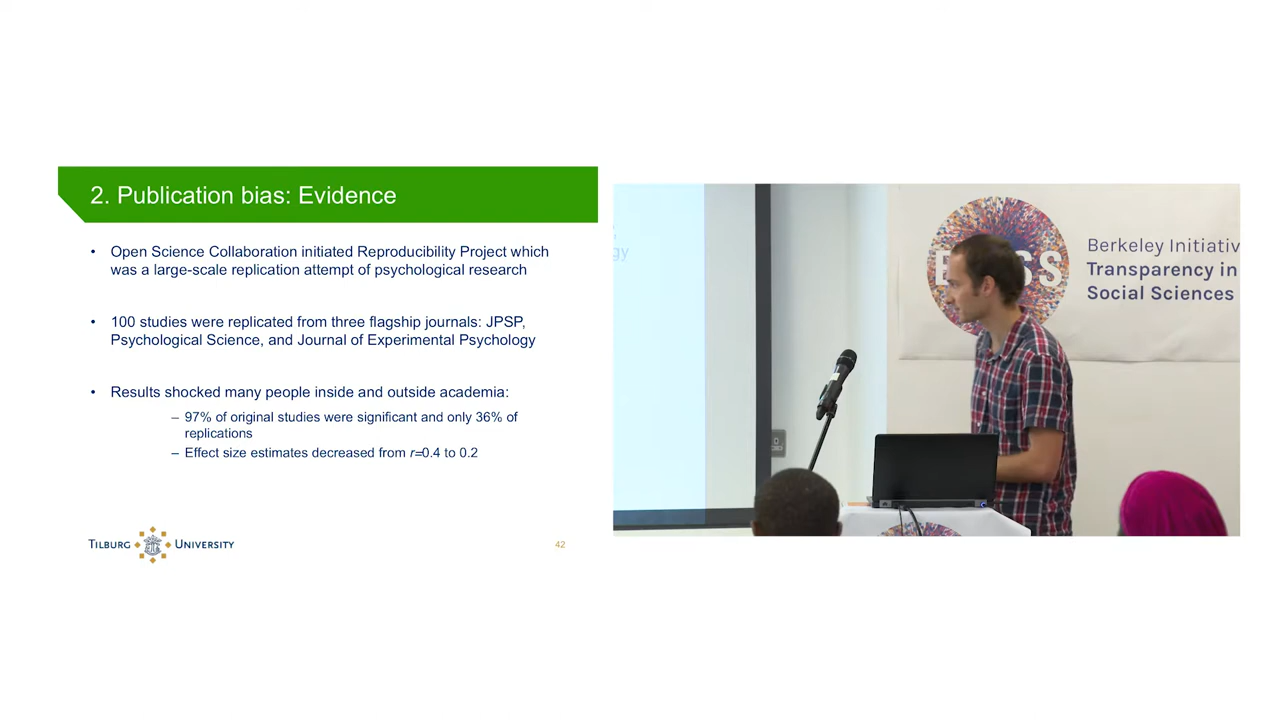 2. Publication bias: Evidence
• Open Science Collaboration initiated Reproducibility Project which
was a large-scale replication attempt of psychological research
• 100 studies were replicated from three flagship journals: JPSP,
Psychological Science, and Journal of Experimental Psychology
• Results shocked many people inside and outside academia:
– 97% of original studies were significant and only 36% of
replications
– Effect size estimates decreased from r=0.4 to 0.2
TILBURG UNIVERSITY
42
Berkeley Initiativ
Transparency in
Social Sciences